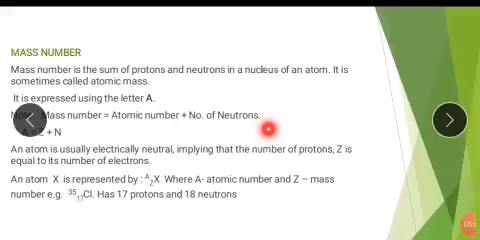 MASS NUMBER
Mass number is the sum of protons and neutrons in a nucleus of an atom. It is
sometimes called atomic mass.
It is expressed using the letter A.
Mass number = Atomic number + No. of Neutrons.
Z + N
An atom is usually electrically neutral, implying that the number of protons, Z is
equal to its number of electrons.
An atom X is represented by : ᴬ_ZX Where A- atomic number and Z – mass
number e.g. ³⁵₁₇Cl. Has 17 protons and 18 neutrons